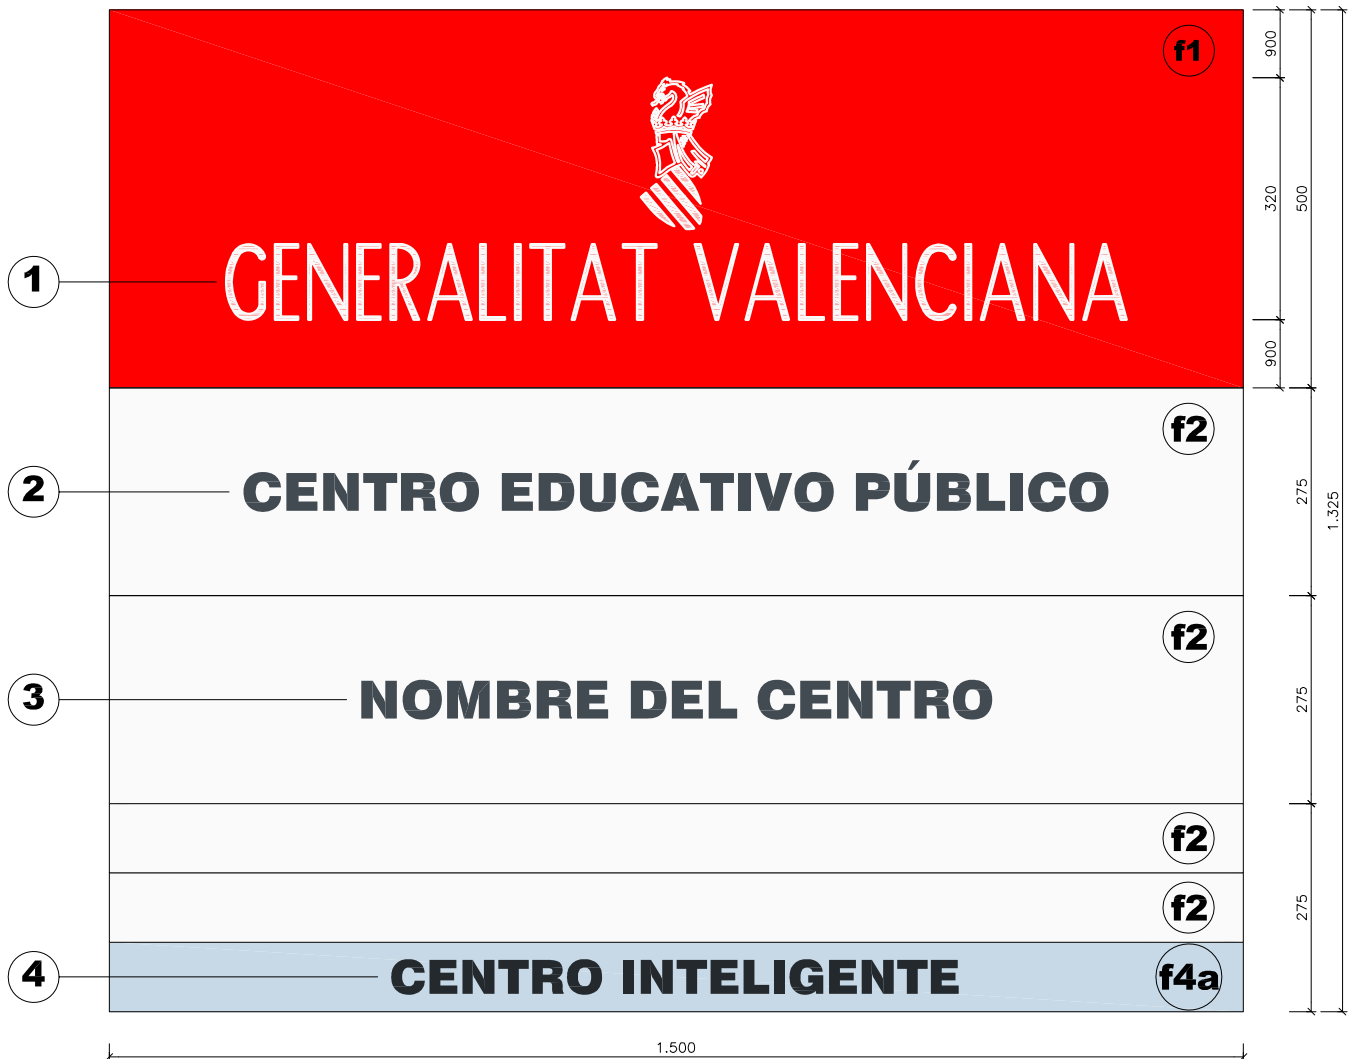 f1
900
320
500
1
GENERALITAT VALENCIANA
900
f2
2
CENTRO EDUCATIVO PÚBLICO
275
1.325
f2
3
NOMBRE DEL CENTRO
275
f2
f2
275
4
CENTRO INTELIGENTE
f4a
1.500